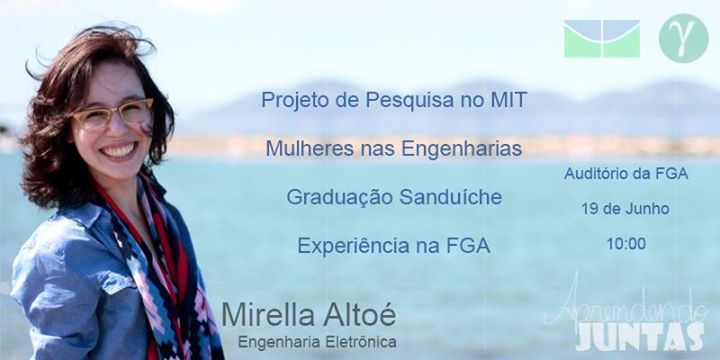 γ
Projeto de Pesquisa no MIT
Mulheres nas Engenharias
Graduação Sanduíche
Experiência na FGA
Auditório da FGA
19 de Junho
10:00
Mirella Altoé
Engenharia Eletrônica
Aprendendo
JUNTAS